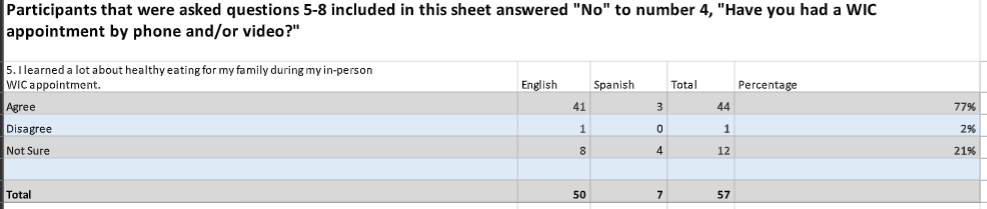 Participants that were asked questions 5-8 included in this sheet answered "No" to number 4, "Have you had a WIC
appointment by phone and/or video?"
5. I learned a lot about healthy eating for my family during my in-person
WIC appointment. English Spanish Total Percentage
Agree 41 3 44 77%
Disagree 1 0 1 2%
Not Sure 8 4 12 21%
Total 50 7 57